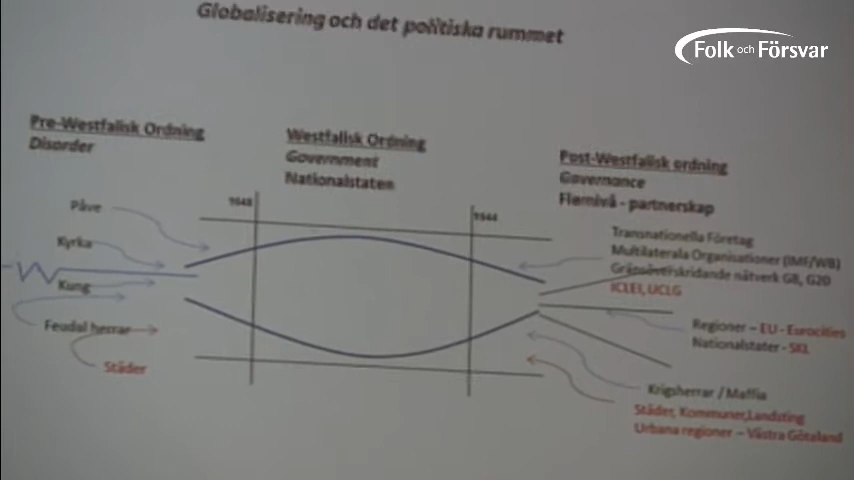 Globalisering och det politiska rummet
Folk och Försvar
Pre-Westfalisk Ordning
Disorder
Westfalisk Ordning
Government
Nationalstaten
Post-Westfalisk ordning
Governance
Flernivå - partnerskap
Påve
Kyrka
Kung
Feudal herrar
Städer
Transnationella Företag
Multilaterala Organisationer (IMF/WB)
Gränsöverskridande nätverk G8, G20
ICLEI, UCLG
Regioner – EU - Eurocities
Nationalstater - SKL
Krigsherrar / Maffia
Städer, Kommuner,Landsting
Urbana regioner – Västra Götaland